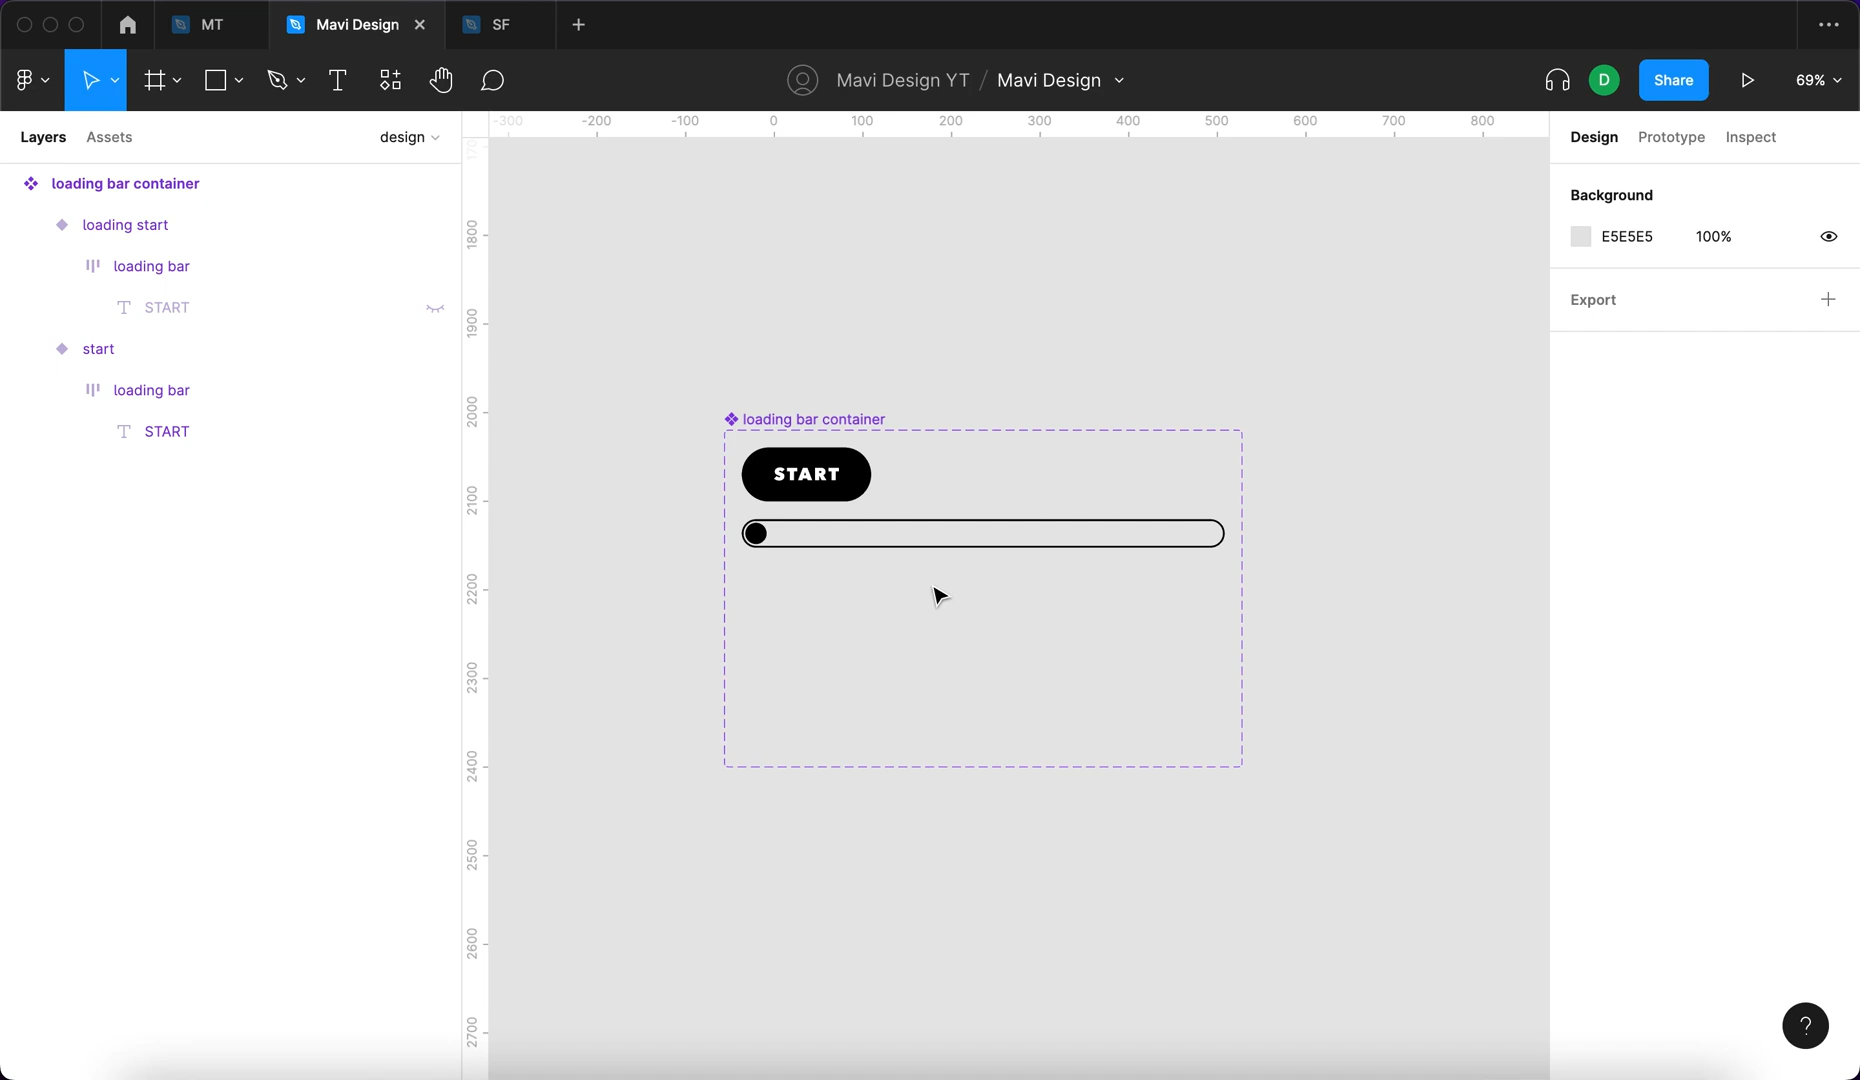 MT
Mavi Design
SF
Mavi Design YT / Mavi Design
D
Share
69%
Layers
Assets
design
loading bar container
loading start
loading bar
START
start
loading bar
START
-300 -200 -100 0 100 200 300 400 500 600 700 800
1700
1800
1900
2000
2100
2200
2300
2400
2500
2600
2700
loading bar container
START
Design
Prototype
Inspect
Background
E5E5E5
100%
Export
?